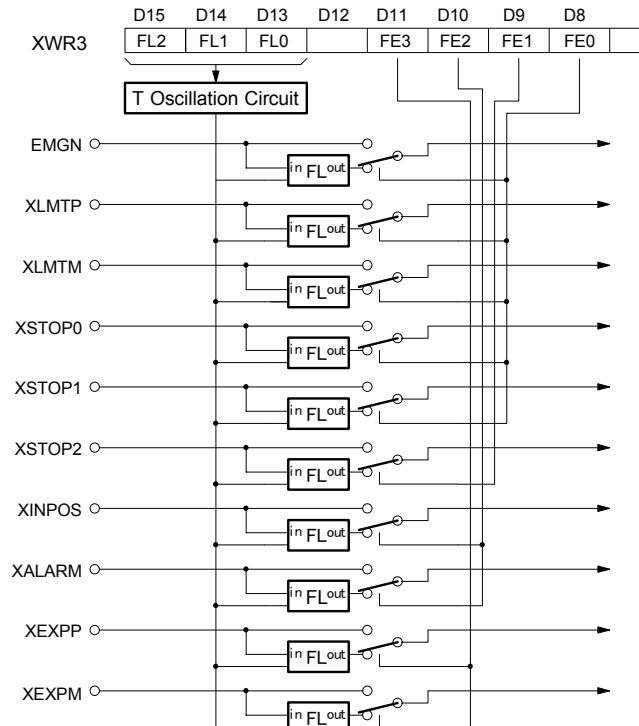 D15 D14 D13 D12 D11 D10 D9 D8
XWR3 FL2 FL1 FL0 FE3 FE2 FE1 FE0
T Oscillation Circuit
EMGN
in FL out
XLMTP
in FL out
XLMTM
in FL out
XSTOP0
in FL out
XSTOP1
in FL out
XSTOP2
in FL out
XINPOS
in FL out
XALARM
in FL out
XEXPP
in FL out
XEXPM
in FL out